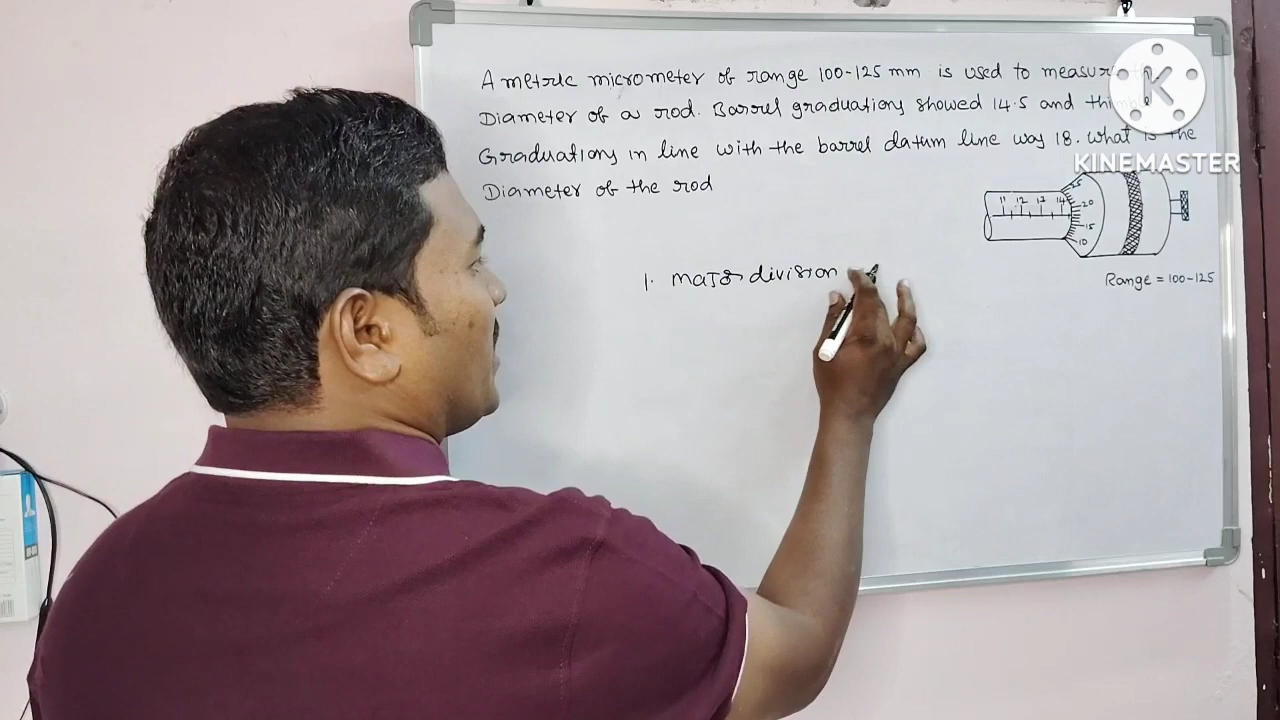 A metric micrometer of range 100-125 mm is used to measure the
Diameter of a rod. Barrel graduations showed 14.5 and thimble
Graduations in line with the barrel datum line way 18. what is the
Diameter of the rod
KINEMASTER
11 12 13 14
20
15
10
Range = 100-125
1. Major division